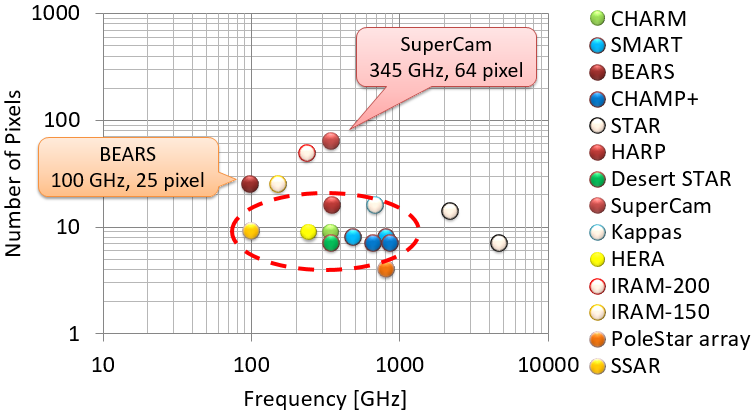 1000
100
10
1
Number of Pixels
SuperCam
345 GHz, 64 pixel
BEARS
100 GHz, 25 pixel
10
100
1000
10000
Frequency [GHz]
CHARM
SMART
BEARS
CHAMP+
STAR
HARP
Desert STAR
SuperCam
Kappas
HERA
IRAM-200
IRAM-150
PoleStar array
SSAR